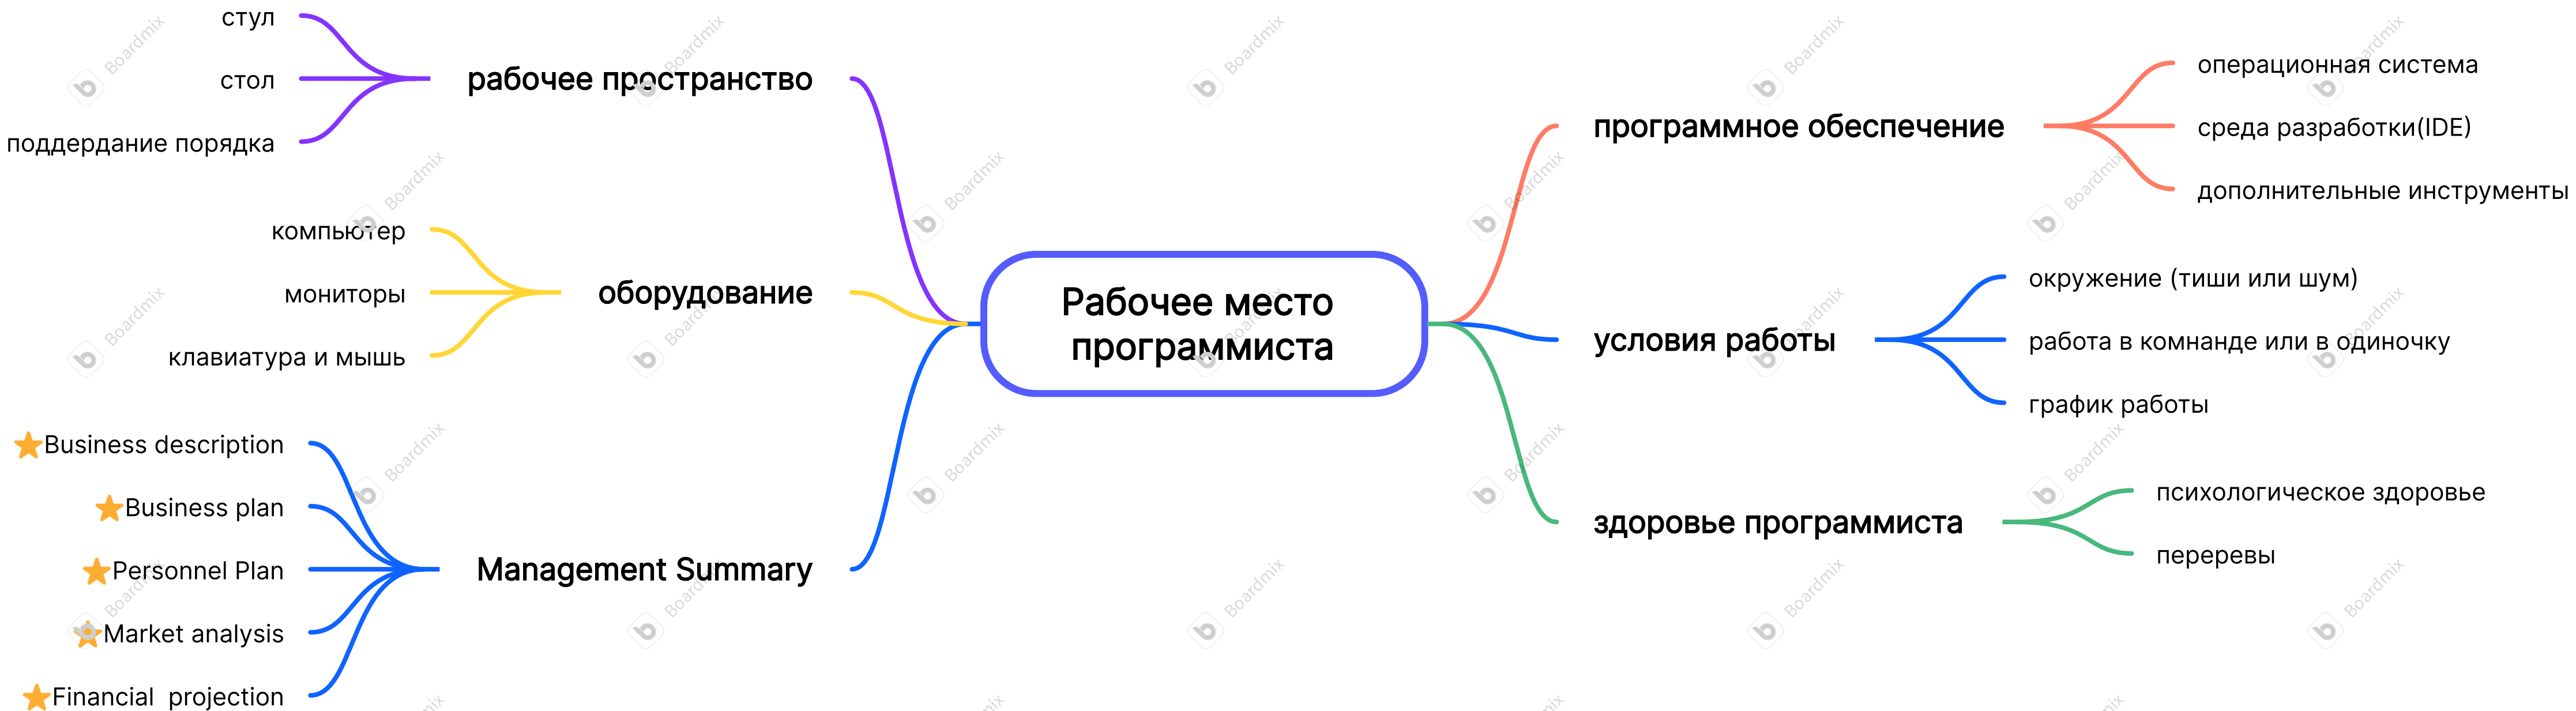 Рабочее место
программиста
рабочее пространство
стул
стол
поддердание порядка
оборудование
компьютер
мониторы
клавиатура и мышь
Management Summary
Business description
Business plan
Personnel Plan
Market analysis
Financial projection
программное обеспечение
операционная система
среда разработки(IDE)
дополнительные инструменты
условия работы
окружение (тиши или шум)
работа в комнанде или в одиночку
график работы
здоровье программиста
психологическое здоровье
переревы
Boardmix